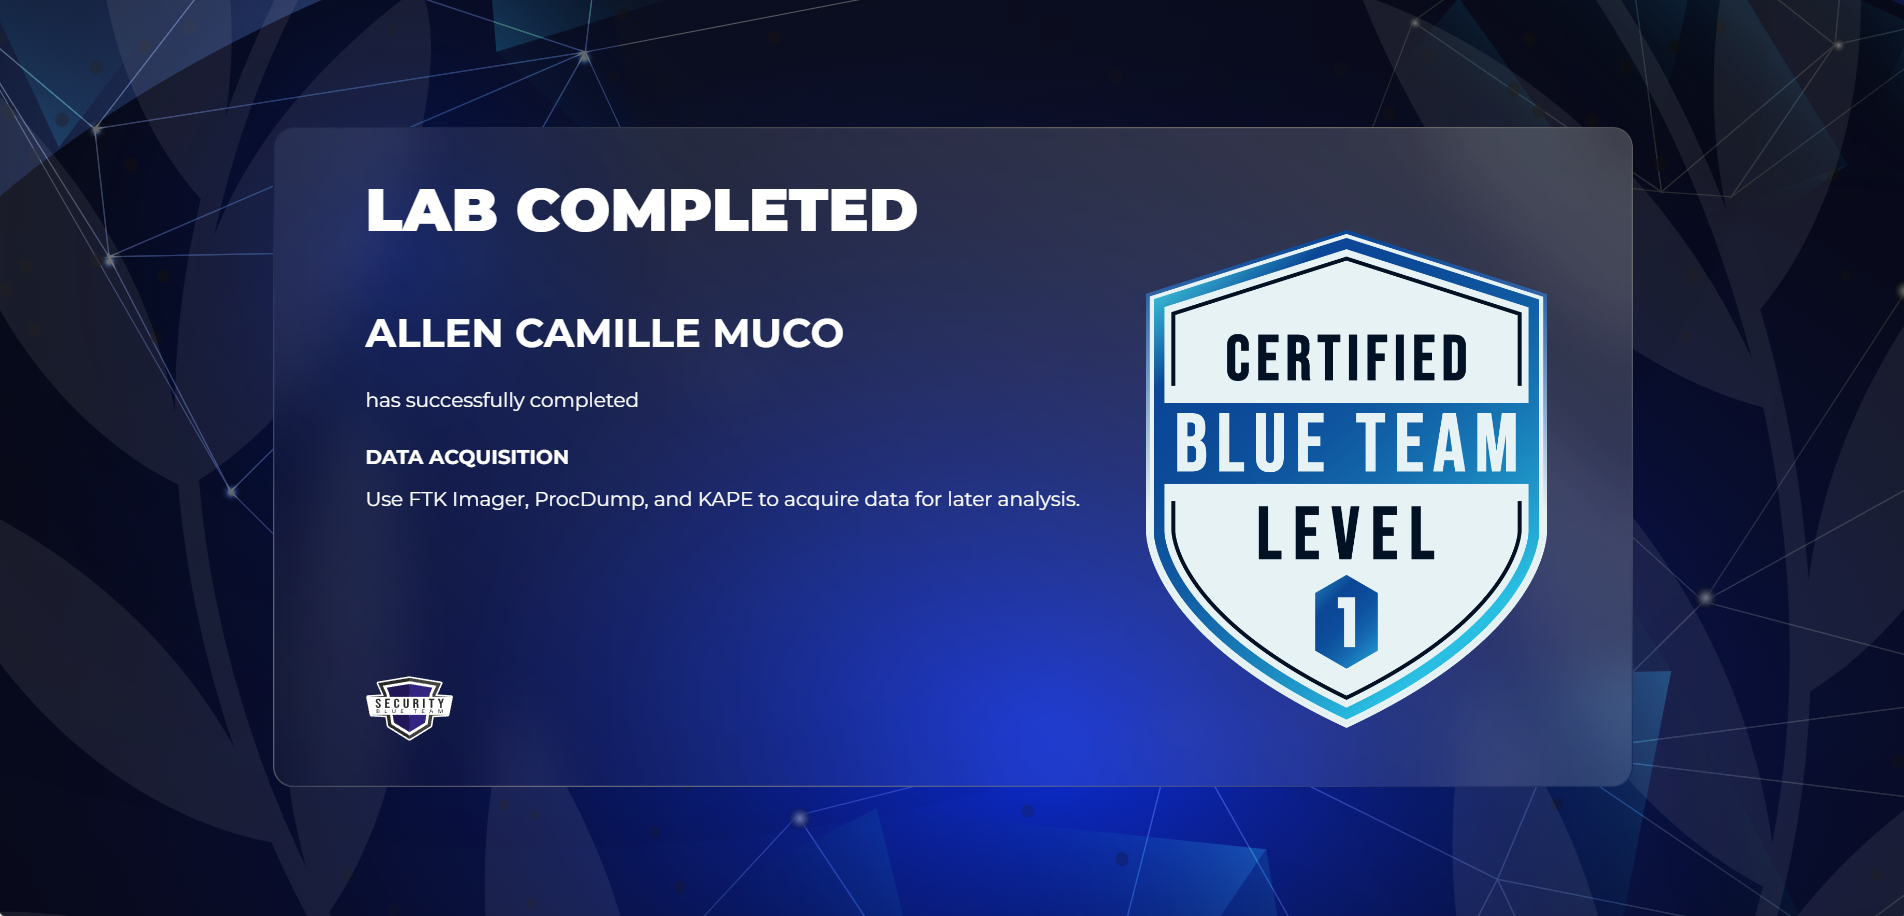 LAB COMPLETED
ALLEN CAMILLE MUCO
has successfully completed
DATA ACQUISITION
Use FTK Imager, ProcDump, and KAPE to acquire data for later analysis.
SECURITY
BLUE TEAM
CERTIFIED
BLUE TEAM
LEVEL
1